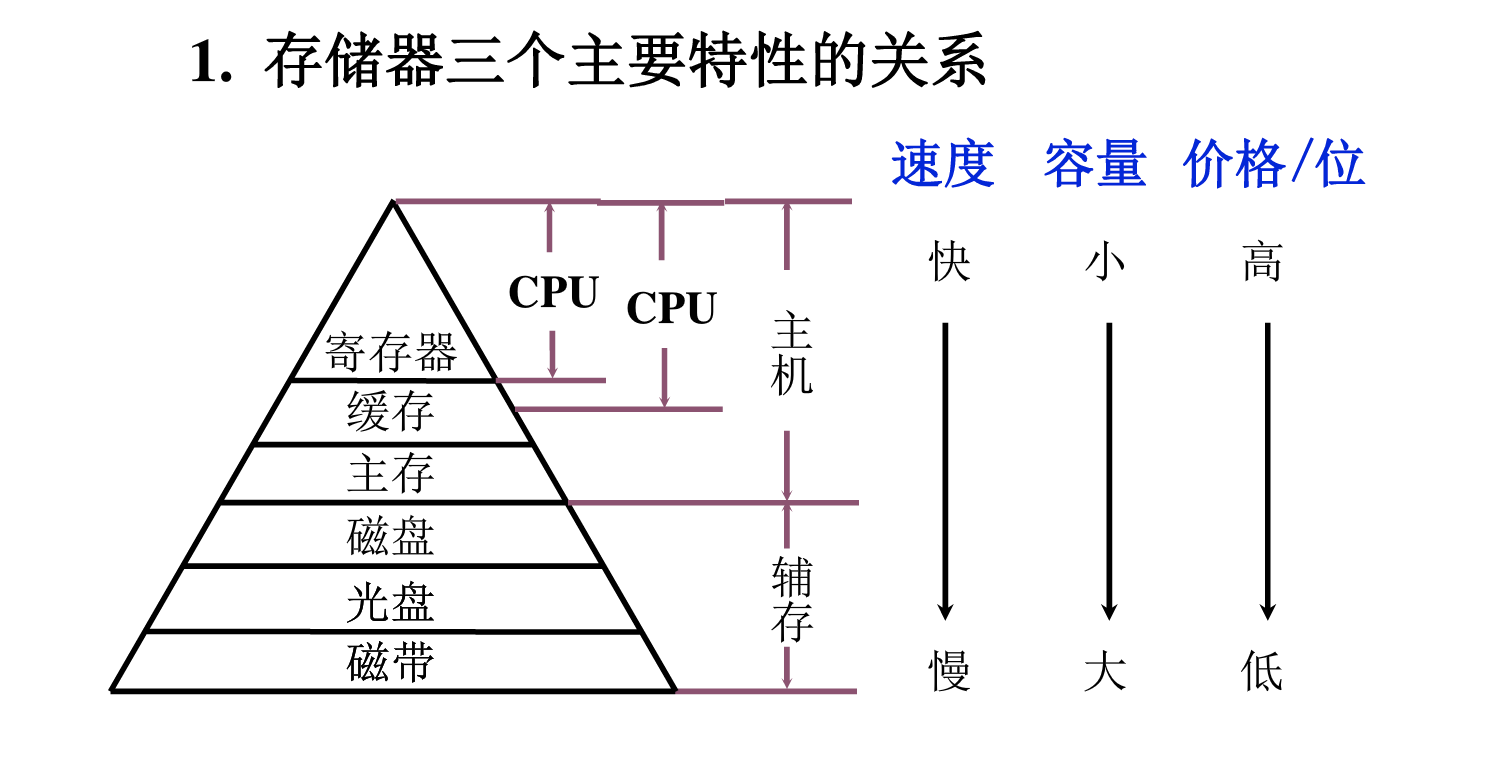 1. 存储器三个主要特性的关系
速度 容量 价格/位
快 小 高
CPU
CPU
主机
寄存器
缓存
主存
磁盘
光盘
磁带
辅存
慢 大 低